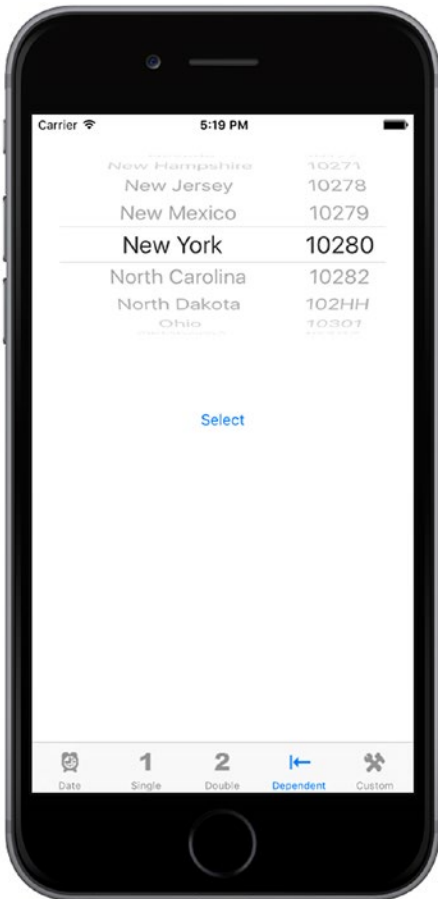 Carrier 5:19 PM
New Hampshire 10271
New Jersey 10278
New Mexico 10279
New York 10280
North Carolina 10282
North Dakota 102HH
Ohio 10301
Select
1 2
Date Single Double Dependent Custom